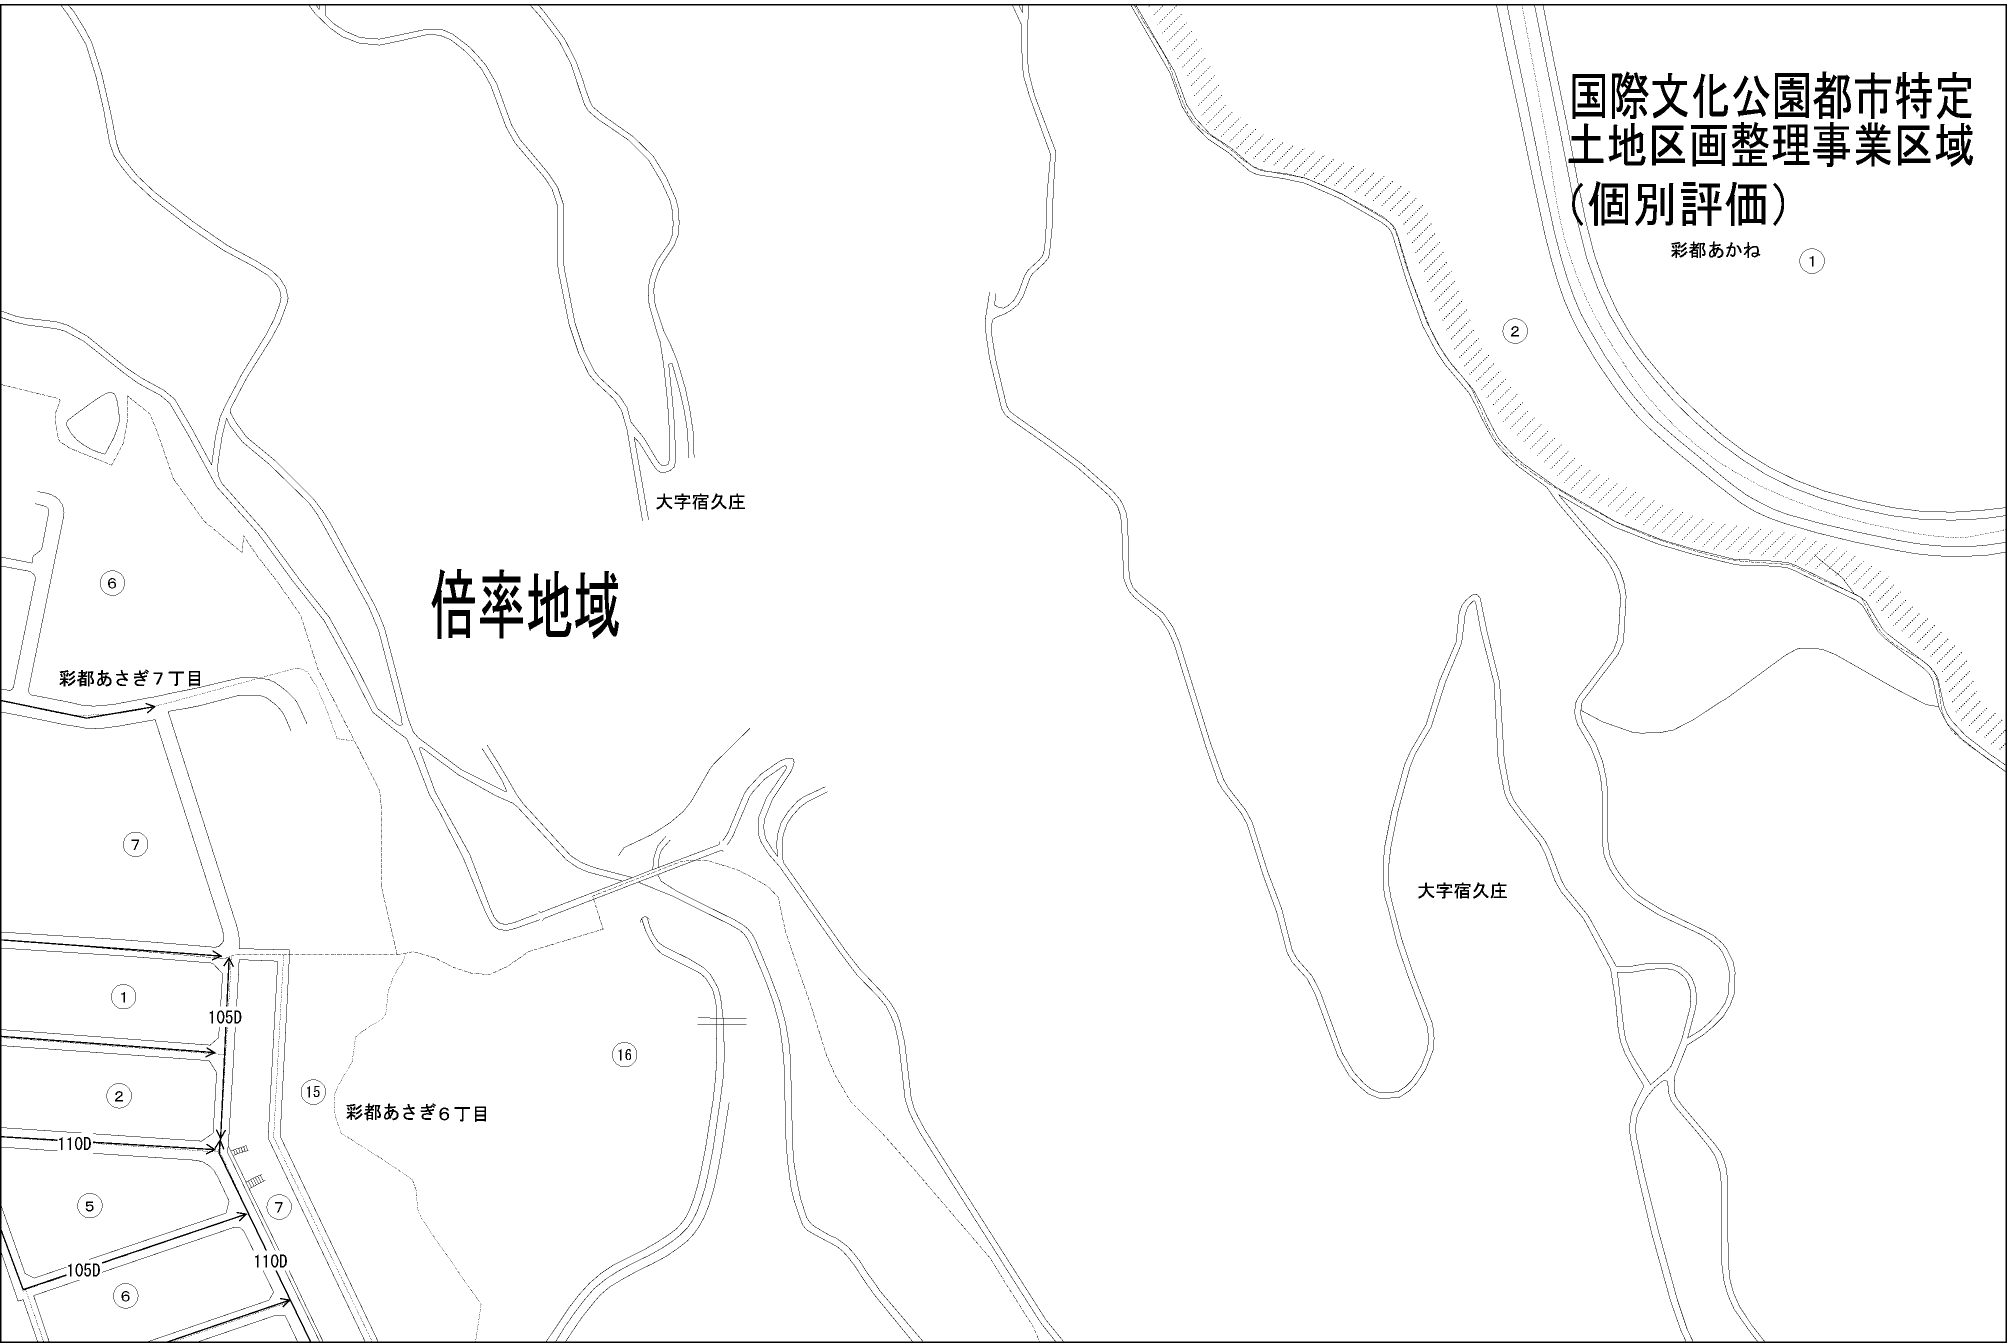 国際文化公園都市特定
土地区画整理事業区域
（個別評価）
彩都あかね
1
2
大字宿久庄
倍率地域
6
彩都あさぎ７丁目
7
大字宿久庄
1
105D
16
2
15
彩都あさぎ６丁目
110D
5
7
110D
105D
6